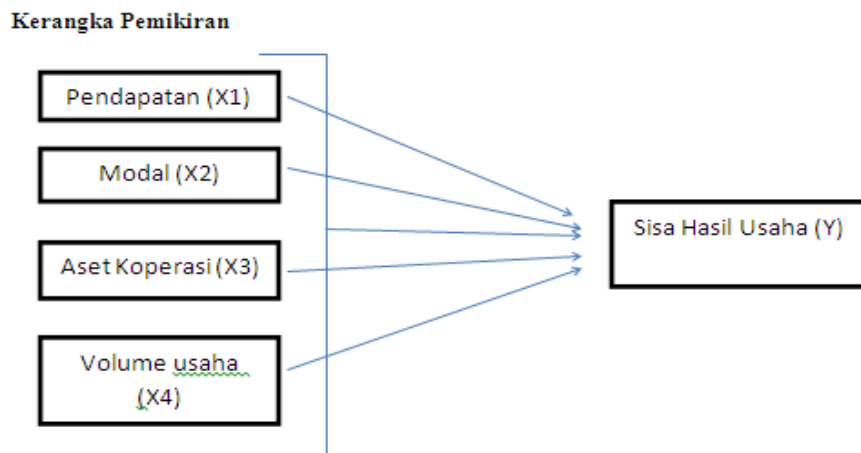 Kerangka Pemikiran
Pendapatan (X1)
Modal (X2)
Aset Koperasi (X3)
Volume usaha
(X4)
Sisa Hasil Usaha (Y)